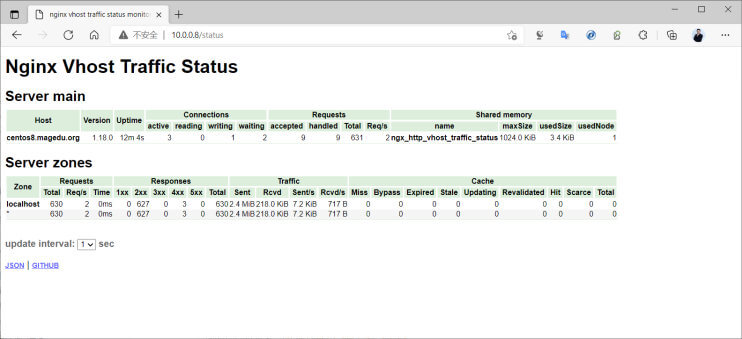 nginx vhost traffic status monito
不安全 | 10.0.0.8/status
Nginx Vhost Traffic Status
Server main
Host Version Uptime Connections Requests Shared memory
active reading writing waiting accepted handled Total Req/s name maxSize usedSize usedNode
centos8.magedu.org 1.18.0 12m 4s 3 0 1 2 9 9 631 2 ngx_http_vhost_traffic_status 1024.0 KiB 3.4 KiB 1
Server zones
Zone Requests Responses Traffic Cache
Total Req/s Time 1xx 2xx 3xx 4xx 5xx Total Sent Rcvd Sent/s Rcvd/s Miss Bypass Expired Stale Updating Revalidated Hit Scarce Total
localhost 630 2 0ms 0 627 0 3 0 630 2.4 MiB 218.0 KiB 7.2 KiB 717 B 0 0 0 0 0 0 0 0 0
* 630 2 0ms 0 627 0 3 0 630 2.4 MiB 218.0 KiB 7.2 KiB 717 B 0 0 0 0 0 0 0 0 0
update interval: 1 sec
JSON | GITHUB